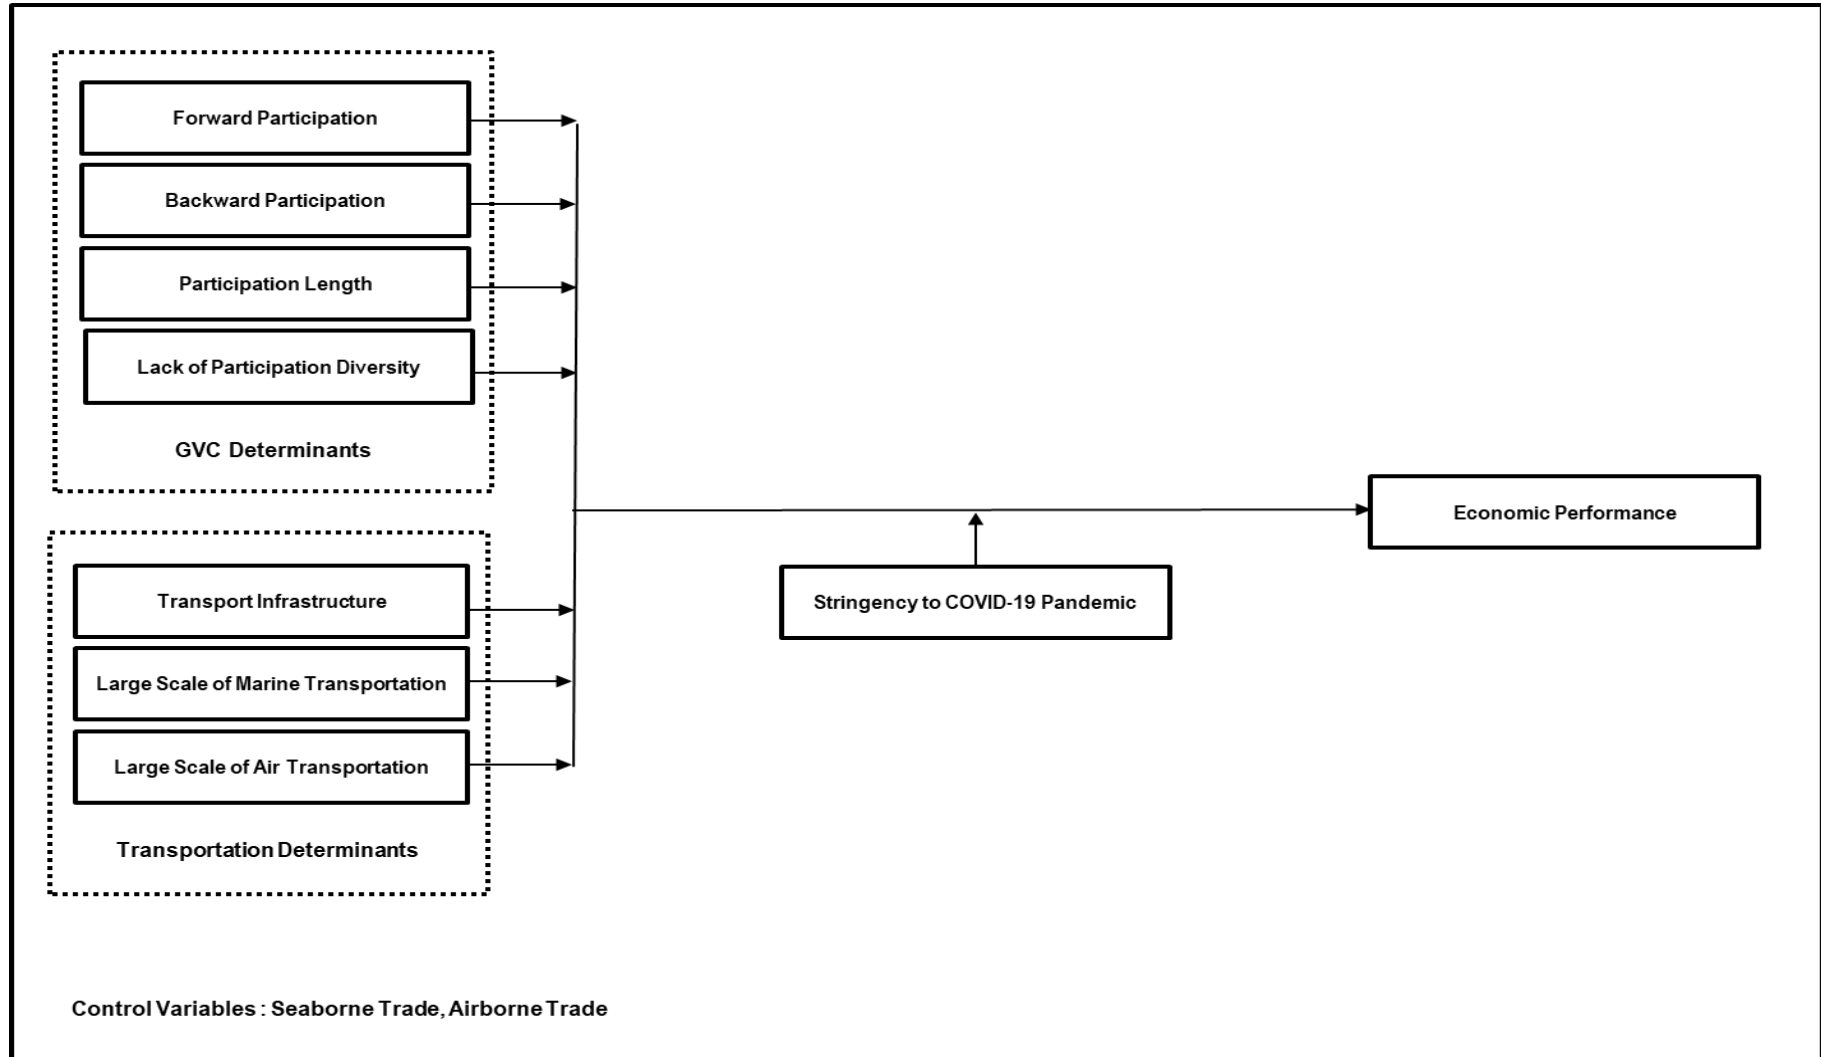 Forward Participation
Backward Participation
Participation Length
Lack of Participation Diversity
GVC Determinants
Transport Infrastructure
Large Scale of Marine Transportation
Large Scale of Air Transportation
Transportation Determinants
Stringency to COVID-19 Pandemic
Economic Performance
Control Variables : Seaborne Trade, Airborne Trade